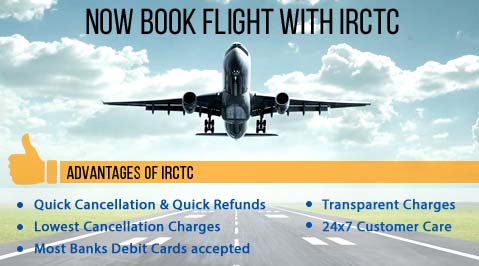 NOW BOOK FLIGHT WITH IRCTC
ADVANTAGES OF IRCTC
Quick Cancellation & Quick Refunds
Lowest Cancellation Charges
Most Banks Debit Cards accepted
Transparent Charges
24x7 Customer Care